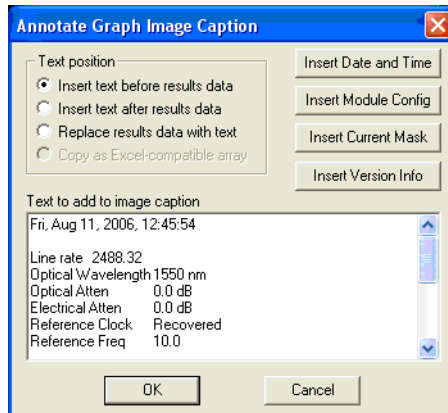 Annotate Graph Image Caption
Text position
Insert text before results data
Insert text after results data
Replace results data with text
Copy as Excel-compatible array
Insert Date and Time
Insert Module Config
Insert Current Mask
Insert Version Info
Text to add to image caption
Fri, Aug 11, 2006, 12:45:54
Line rate 2488.32
Optical Wavelength 1550 nm
Optical Atten 0.0 dB
Electrical Atten 0.0 dB
Reference Clock Recovered
Reference Freq 10.0
OK
Cancel